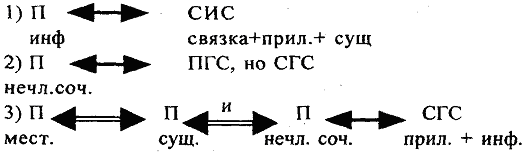 1) П СИС
инф связка+прил.+ сущ
2) П ПГС, но СГС
нечл.соч.
3) П П и П СГС
мест. сущ. нечл. соч. прил. + инф.